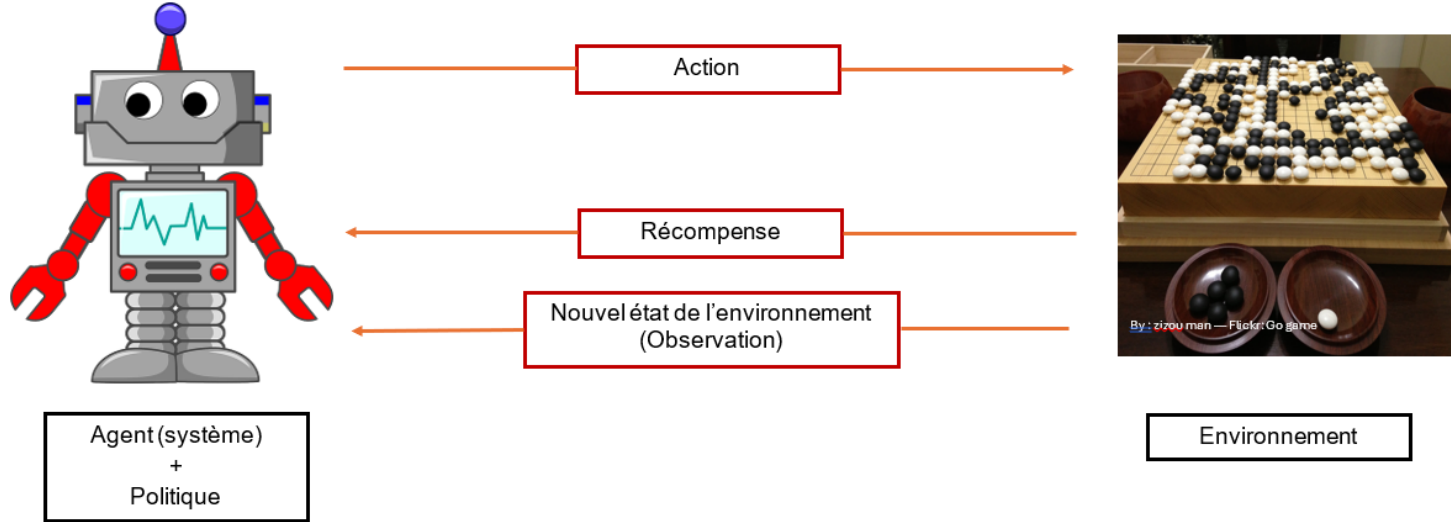 Action
Récompense
Nouvel état de l’environnement
(Observation)
By : zizou man — Flickr: Go game
Agent (système)
+
Politique
Environnement